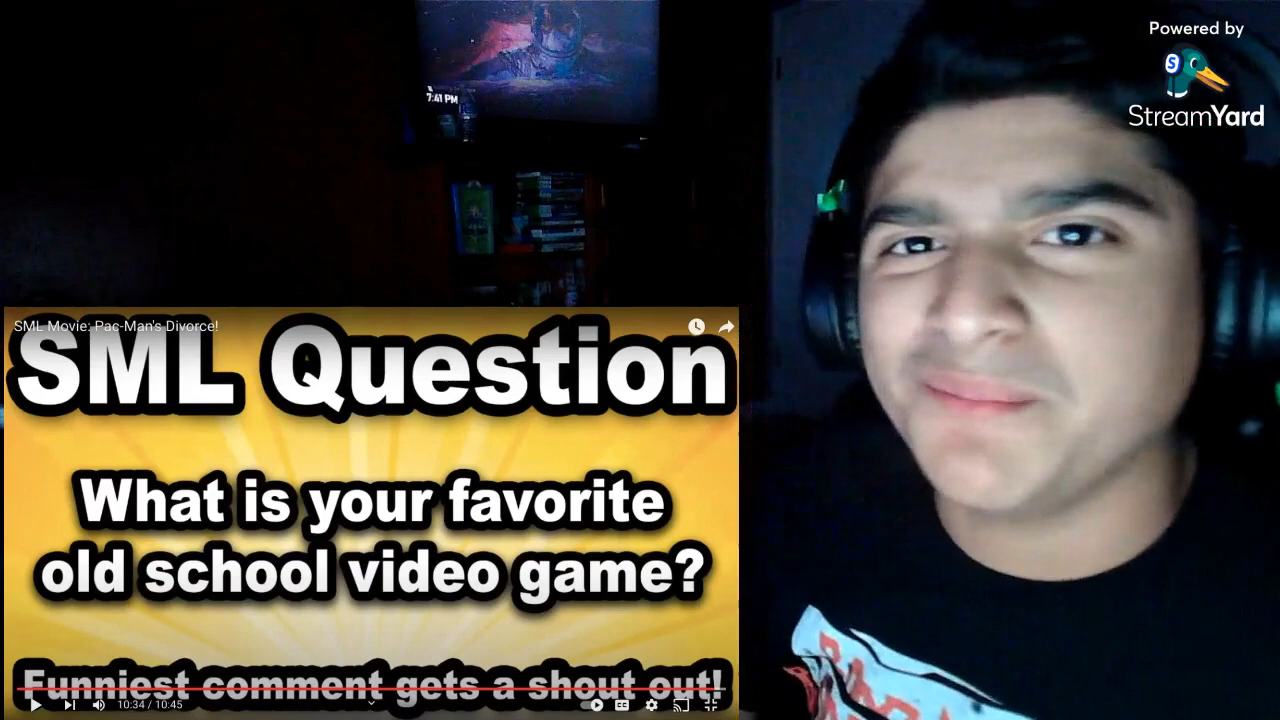 Powered by
StreamYard
7:41 PM
SML Movie: Pac-Man's Divorce!
SML Question
What is your favorite
old school video game?
Funniest comment gets a shout out!
10:34 / 10:45